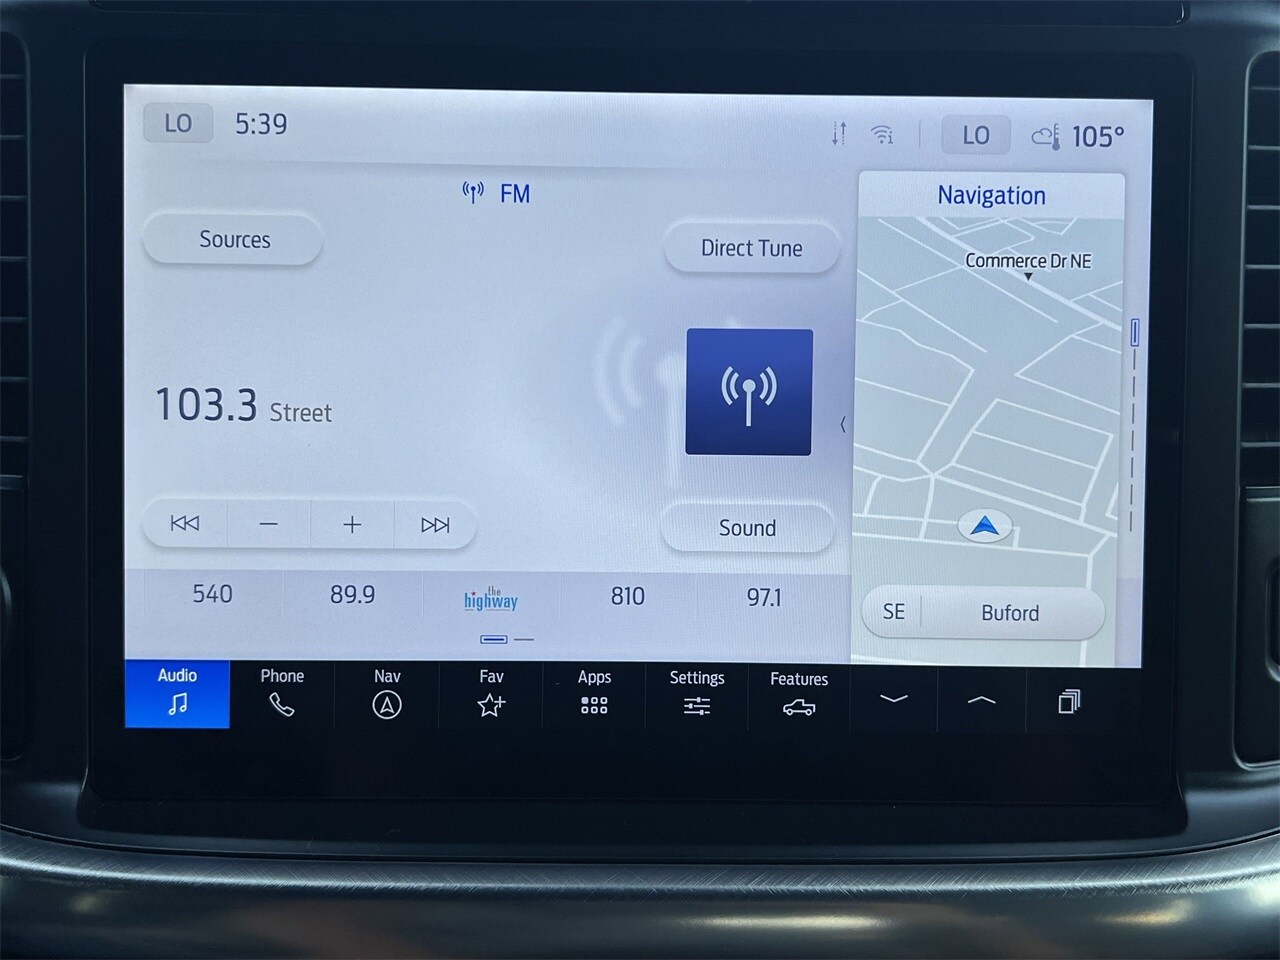 LO 5:39 LO 105°
FM
Navigation
Sources
Direct Tune
Commerce Dr NE
103.3 Street
Sound
540 89.9 the highway 810 97.1
SE Buford
Audio Phone Nav Fav Apps Settings Features